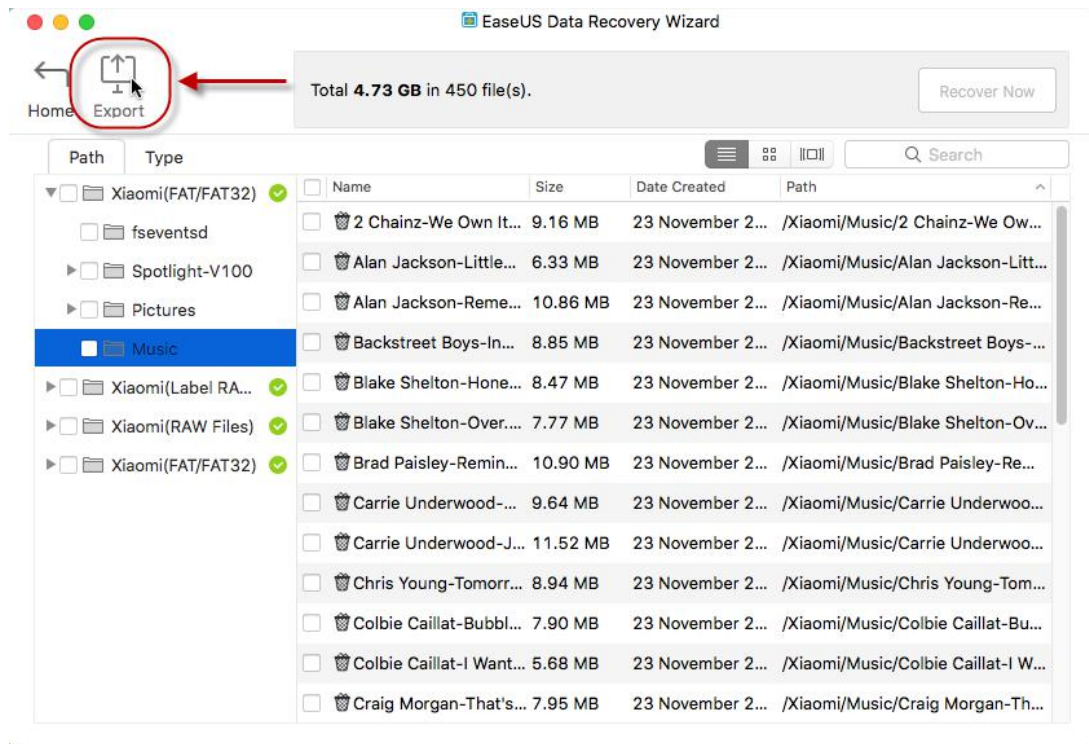 EaseUS Data Recovery Wizard
Home Export
Total 4.73 GB in 450 file(s).
Recover Now
Path Type
Search
Name Size Date Created Path
Xiaomi(FAT/FAT32)
fseventsd
Spotlight-V100
Pictures
Music
Xiaomi(Label RA...
Xiaomi(RAW Files)
Xiaomi(FAT/FAT32)
2 Chainz-We Own It... 9.16 MB 23 November 2... /Xiaomi/Music/2 Chainz-We Ow...
Alan Jackson-Little... 6.33 MB 23 November 2... /Xiaomi/Music/Alan Jackson-Litt...
Alan Jackson-Reme... 10.86 MB 23 November 2... /Xiaomi/Music/Alan Jackson-Re...
Backstreet Boys-In... 8.85 MB 23 November 2... /Xiaomi/Music/Backstreet Boys-...
Blake Shelton-Hone... 8.47 MB 23 November 2... /Xiaomi/Music/Blake Shelton-Ho...
Blake Shelton-Over.... 7.77 MB 23 November 2... /Xiaomi/Music/Blake Shelton-Ov...
Brad Paisley-Remin... 10.90 MB 23 November 2... /Xiaomi/Music/Brad Paisley-Re...
Carrie Underwood-... 9.64 MB 23 November 2... /Xiaomi/Music/Carrie Underwoo...
Carrie Underwood-J... 11.52 MB 23 November 2... /Xiaomi/Music/Carrie Underwoo...
Chris Young-Tomorr... 8.94 MB 23 November 2... /Xiaomi/Music/Chris Young-Tom...
Colbie Caillat-Bubbl... 7.90 MB 23 November 2... /Xiaomi/Music/Colbie Caillat-Bu...
Colbie Caillat-I Want... 5.68 MB 23 November 2... /Xiaomi/Music/Colbie Caillat-I W...
Craig Morgan-That's... 7.95 MB 23 November 2... /Xiaomi/Music/Craig Morgan-Th...